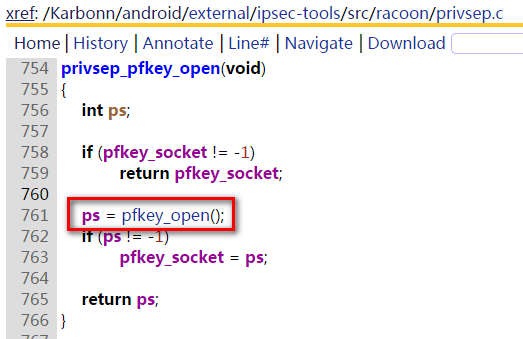 xref: /Karbonn/android/external/ipsec-tools/src/racoon/privsep.c
Home | History | Annotate | Line# | Navigate | Download
754 privsep_pfkey_open(void)
755 {
756 int ps;
757
758 if (pfkey_socket != -1)
759 return pfkey_socket;
760
761 ps = pfkey_open();
762 if (ps != -1)
763 pfkey_socket = ps;
764
765 return ps;
766 }
767